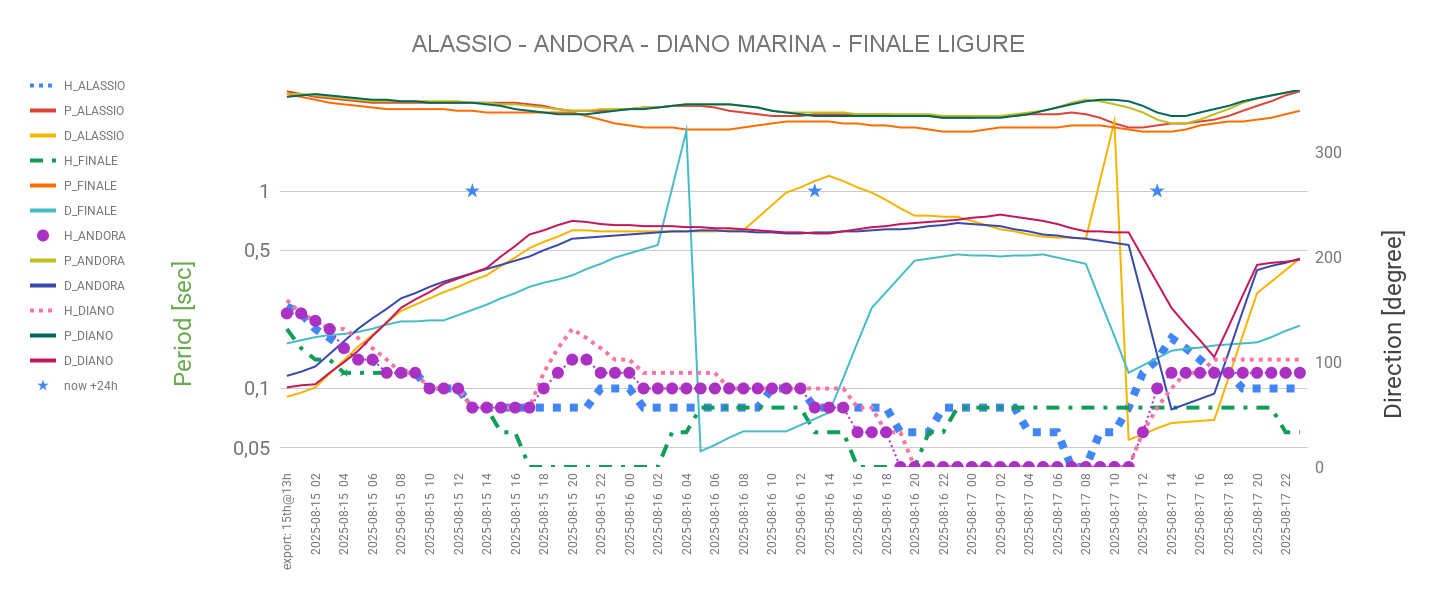 ALASSIO - ANDORA - DIANO MARINA - FINALE LIGURE
H_ALASSIO
P_ALASSIO
D_ALASSIO
H_FINALE
P_FINALE
D_FINALE
H_ANDORA
P_ANDORA
D_ANDORA
H_DIANO
P_DIANO
D_DIANO
now +24h
Period [sec]
1
0,5
0,1
0,05
300
200
100
0
Direction [degree]
export: 15th@13h
2025-08-15 02
2025-08-15 04
2025-08-15 06
2025-08-15 08
2025-08-15 10
2025-08-15 12
2025-08-15 14
2025-08-15 16
2025-08-15 18
2025-08-15 20
2025-08-15 22
2025-08-16 00
2025-08-16 02
2025-08-16 04
2025-08-16 06
2025-08-16 08
2025-08-16 10
2025-08-16 12
2025-08-16 14
2025-08-16 16
2025-08-16 18
2025-08-16 20
2025-08-16 22
2025-08-17 00
2025-08-17 02
2025-08-17 04
2025-08-17 06
2025-08-17 08
2025-08-17 10
2025-08-17 12
2025-08-17 14
2025-08-17 16
2025-08-17 18
2025-08-17 20
2025-08-17 22